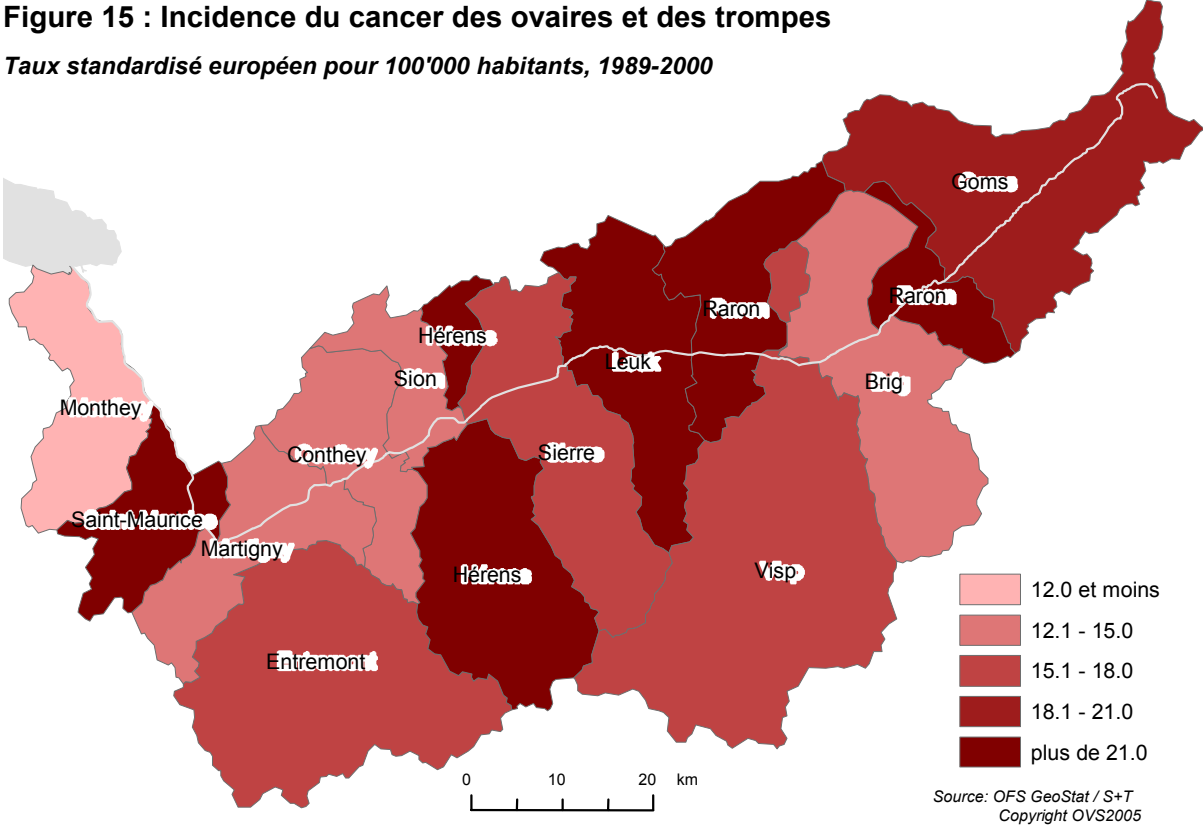 Figure 15 : Incidence du cancer des ovaires et des trompes
Taux standardisé européen pour 100'000 habitants, 1989-2000
Goms
Raron
Raron
Hérens
Leuk
Sion
Brig
Monthey
Conthey
Sierre
Saint-Maurice
Martigny
Hérens
Visp
Entremont
12.0 et moins
12.1 - 15.0
15.1 - 18.0
18.1 - 21.0
plus de 21.0
0 10 20 km
Source: OFS GeoStat / S+T
Copyright OVS2005